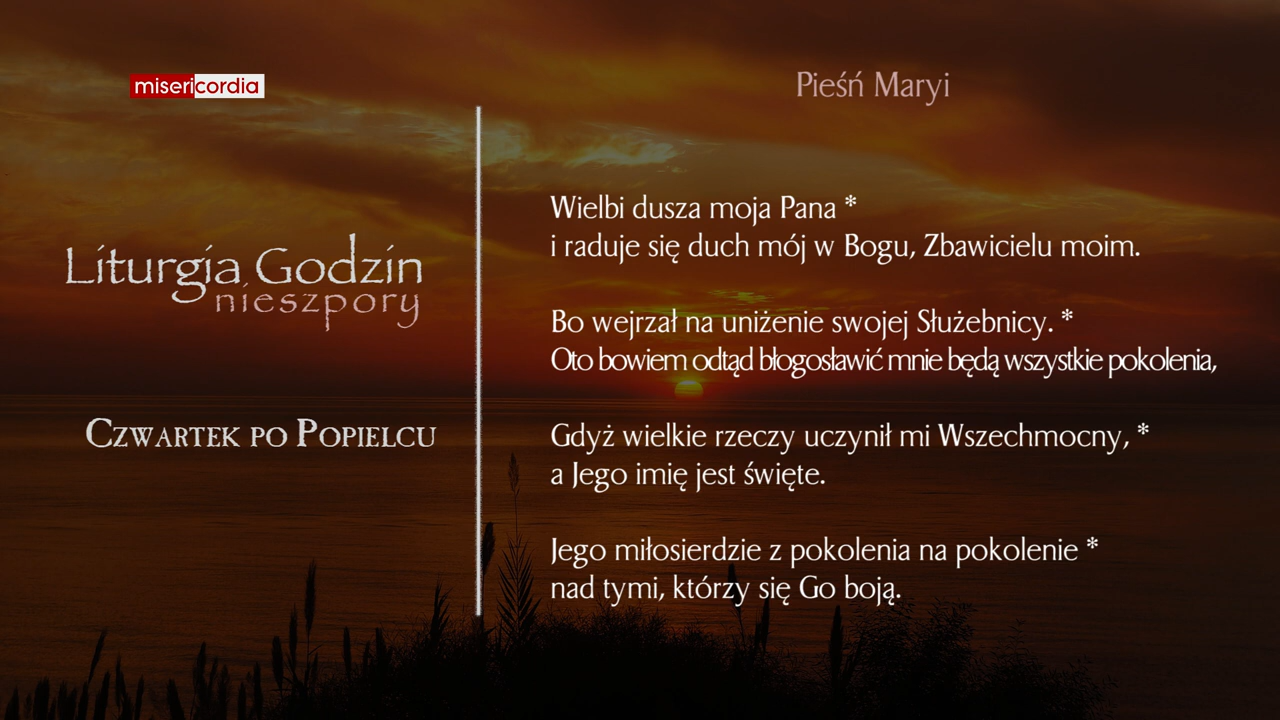 misericordia
Liturgia Godzin
nieszpory
Czwartek po Popielcu
Pieśń Maryi
Wielbi dusza moja Pana *
i raduje się duch mój w Bogu, Zbawicielu moim.
Bo wejrzał na uniżenie swojej Służebnicy. *
Oto bowiem odtąd błogosławić mnie będą wszystkie pokolenia,
Gdyż wielkie rzeczy uczynił mi Wszechmocny, *
a Jego imię jest święte.
Jego miłosierdzie z pokolenia na pokolenie *
nad tymi, którzy się Go boją.